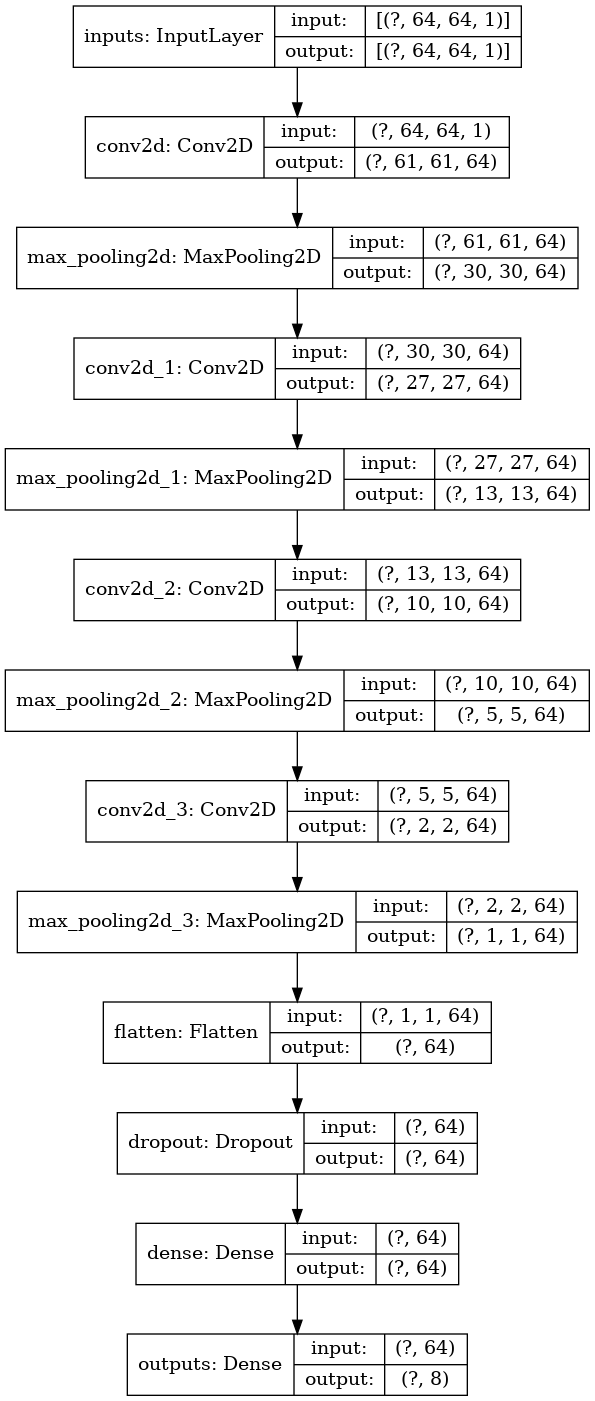 inputs: InputLayer input: [(?, 64, 64, 1)]
output: [(?, 64, 64, 1)]
conv2d: Conv2D input: (?, 64, 64, 1)
output: (?, 61, 61, 64)
max_pooling2d: MaxPooling2D input: (?, 61, 61, 64)
output: (?, 30, 30, 64)
conv2d_1: Conv2D input: (?, 30, 30, 64)
output: (?, 27, 27, 64)
max_pooling2d_1: MaxPooling2D input: (?, 27, 27, 64)
output: (?, 13, 13, 64)
conv2d_2: Conv2D input: (?, 13, 13, 64)
output: (?, 10, 10, 64)
max_pooling2d_2: MaxPooling2D input: (?, 10, 10, 64)
output: (?, 5, 5, 64)
conv2d_3: Conv2D input: (?, 5, 5, 64)
output: (?, 2, 2, 64)
max_pooling2d_3: MaxPooling2D input: (?, 2, 2, 64)
output: (?, 1, 1, 64)
flatten: Flatten input: (?, 1, 1, 64)
output: (?, 64)
dropout: Dropout input: (?, 64)
output: (?, 64)
dense: Dense input: (?, 64)
output: (?, 64)
outputs: Dense input: (?, 64)
output: (?, 8)